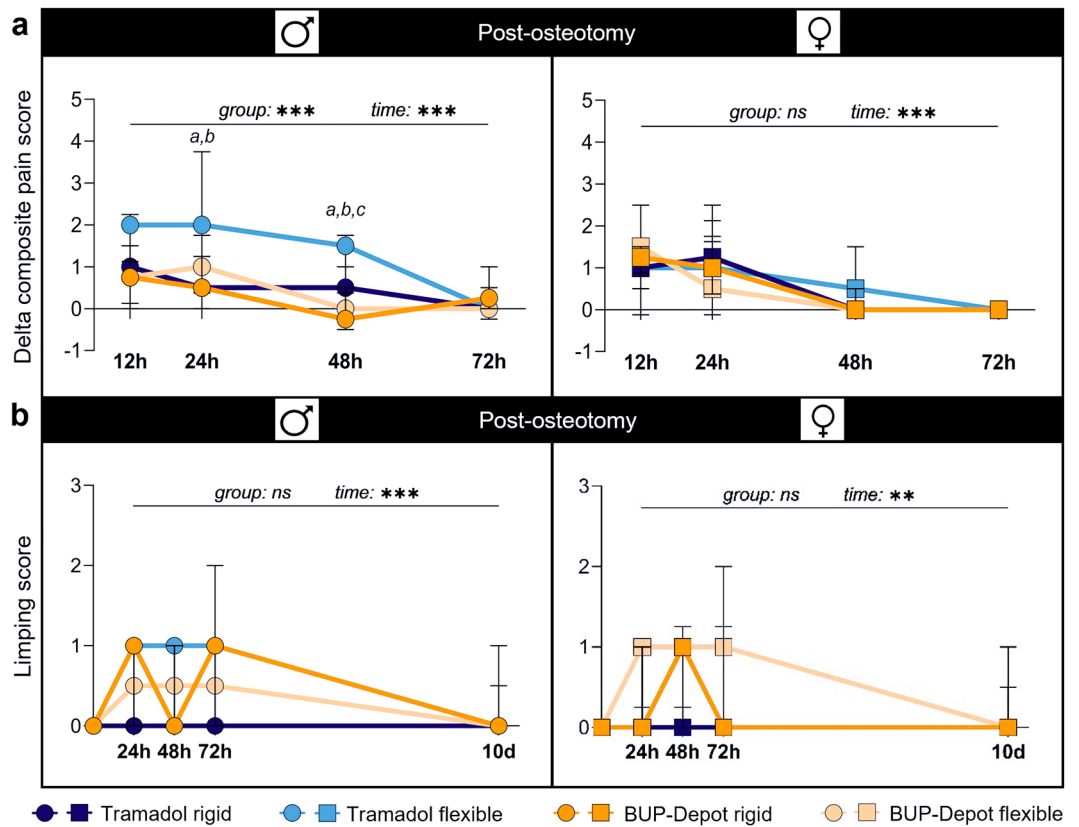 a
♂ Post-osteotomy ♀
Delta composite pain score
5
4
3
2
1
0
-1
group: *** time: ***
a,b
a,b,c
12h 24h 48h 72h
5
4
3
2
1
0
-1
group: ns time: ***
12h 24h 48h 72h
b
♂ Post-osteotomy ♀
Limping score
3
2
1
0
group: ns time: ***
24h 48h 72h 10d
3
2
1
0
group: ns time: **
24h 48h 72h 10d
Tramadol rigid Tramadol flexible BUP-Depot rigid BUP-Depot flexible